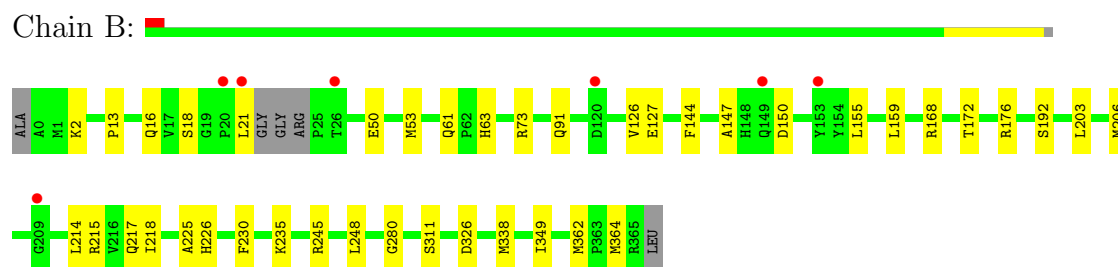 Chain B:
ALA A0 M1 K2 P13 Q16 V17 S18 G19 P20 L21 GLY GLY ARG P25 T26 E50 M53 Q61 P62 H63 R73 Q91 D120 V126 E127 F144 A147 H148 Q149 D150 Y153 Y154 L155 L159 R168 T172 R176 S192 L203
G209 L214 R215 V216 Q217 I218 A225 H226 F230 K235 R245 L248 G280 S311 D326 M338 I349 M362 P363 M364 R365 LEU